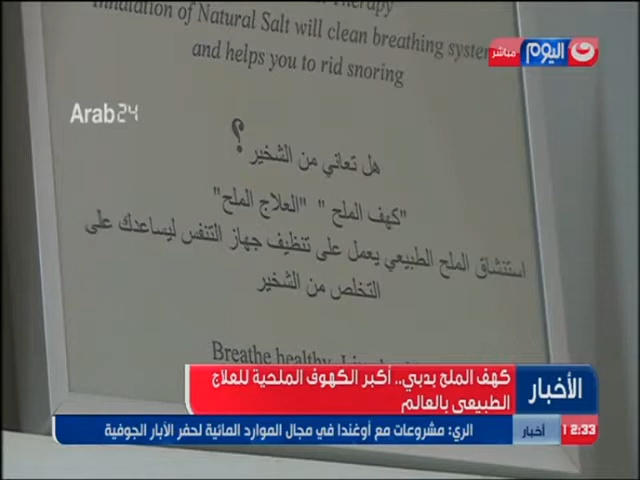 Therapy
Inhalation of Natural Salt will clean breathing system
and helps you to rid snoring
مباشر
اليوم
Arab24
هل تعاني من الشخير ؟
"كهف الملح " "العلاج الملح"
استنشاق الملح الطبيعي يعمل على تنظيف جهاز التنفس ليساعدك على
التخلص من الشخير
Breathe healthy
الأخبار
كهف الملح بدبي.. أكبر الكهوف الملحية للعلاج
الطبيعي بالعالم
12:33
أخبار
الري: مشروعات مع أوغندا في مجال الموارد المائية لحفر الآبار الجوفية